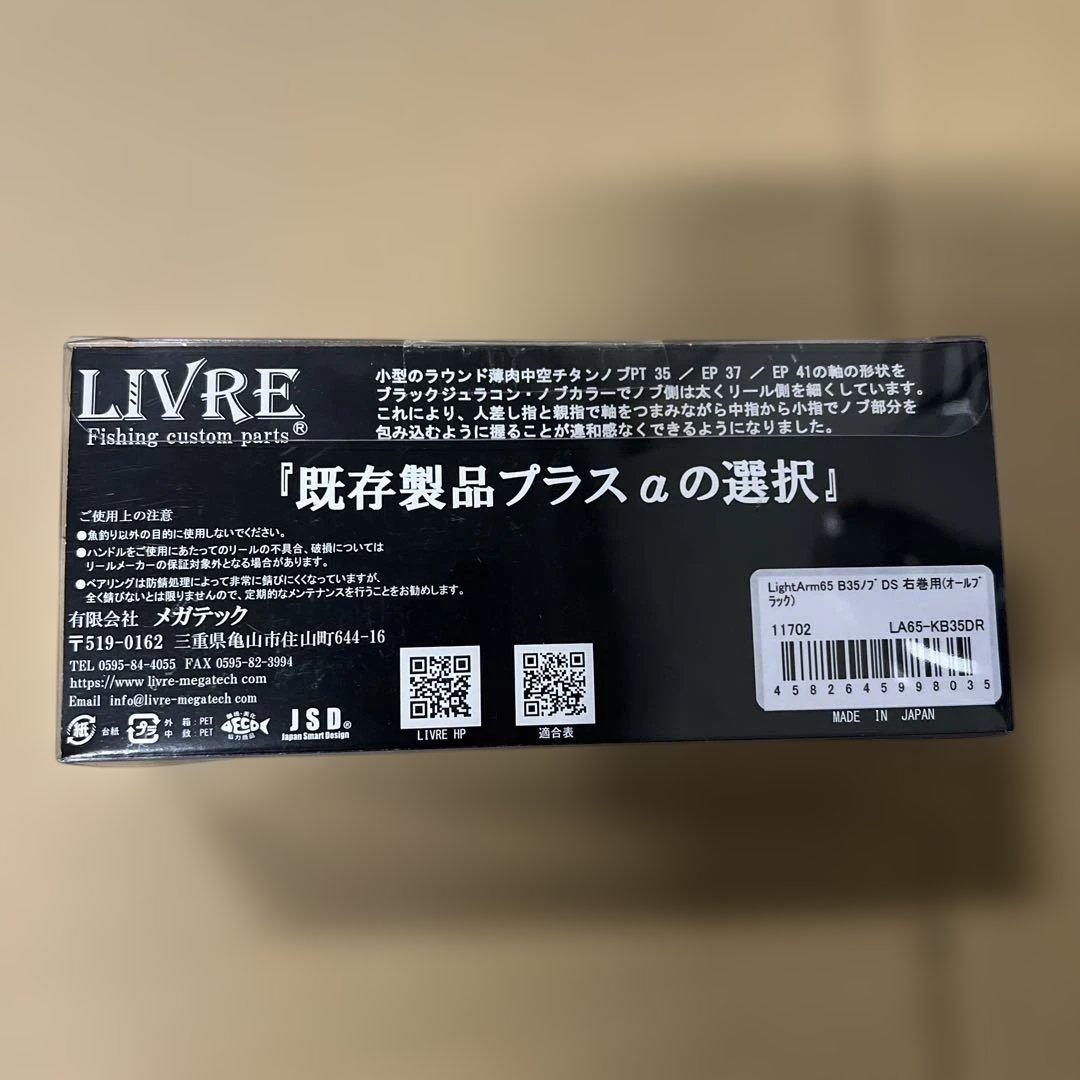 LIVRE
Fishing custom parts®
小型のラウンド薄肉中空チタンノブPT 35 ／ EP 37 ／ EP 41の軸の形状を
ブラックジュラコン・ノブカラーでノブ側は太くリール側を細くしています。
これにより、人差し指と親指で軸をつまみながら中指から小指でノブ部分を
包み込むように握ることが違和感なくできるようになりました。
『既存製品プラスαの選択』
ご使用上の注意
●魚釣り以外の目的に使用しないでください。
●ハンドルをご使用にあたってのリールの不具合、破損については
リールメーカーの保証対象外となる場合があります。
●ベアリングは防錆処理によって非常に錆びにくくなっていますが、
全く錆びないとは限りませんので、定期的なメンテナンスを行うことをお勧めします。
有限会社 メガテック
〒519-0162 三重県亀山市住山町644-16
TEL 0595-84-4055 FAX 0595-82-3994
https://www livre-megatech com
Email info@livre-megatech com
紙 台紙
プラ 外 箱：PET
中 敷：PET
FECO
JSD®
Japan Smart Design
LIVRE HP
適合表
LightArm65 B35ﾉﾌﾞ DS 右巻用(ｵｰﾙﾌﾞ
ﾗｯｸ)
11702 LA65-KB35DR
4582645998035
MADE IN JAPAN